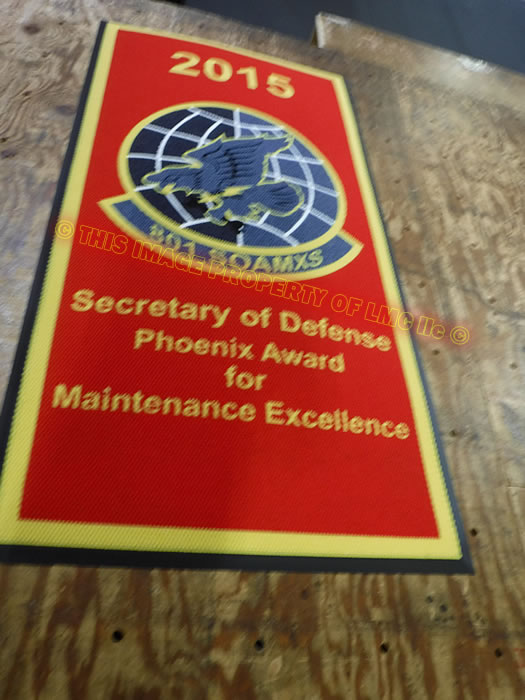 2015
801 SOAMXS
© THIS IMAGE PROPERTY OF LMC llc ©
Secretary of Defense
Phoenix Award
for
Maintenance Excellence